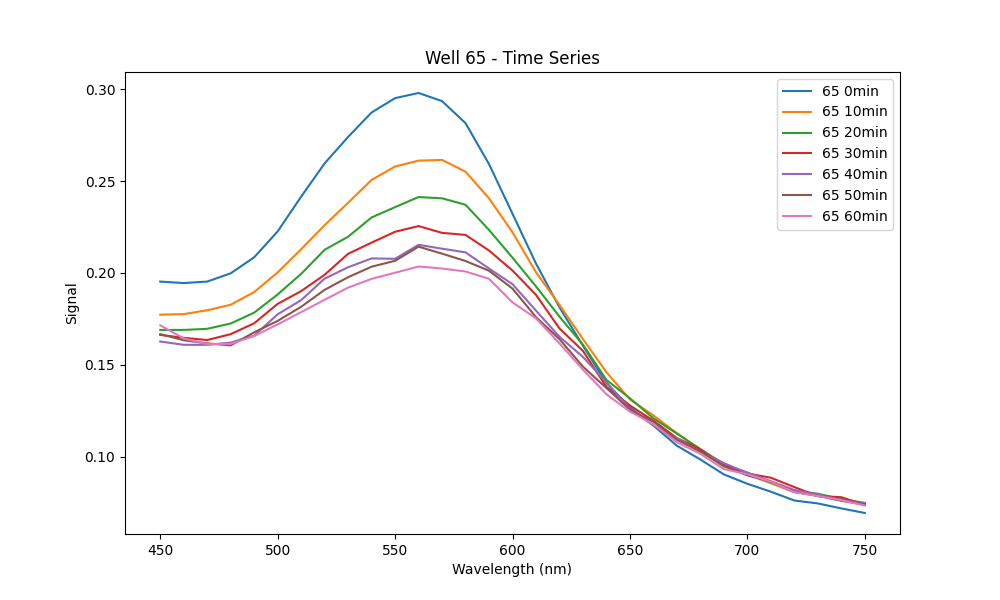 Well 65 - Time Series
65 0min
65 10min
65 20min
65 30min
65 40min
65 50min
65 60min
Signal
0.30
0.25
0.20
0.15
0.10
450 500 550 600 650 700 750
Wavelength (nm)